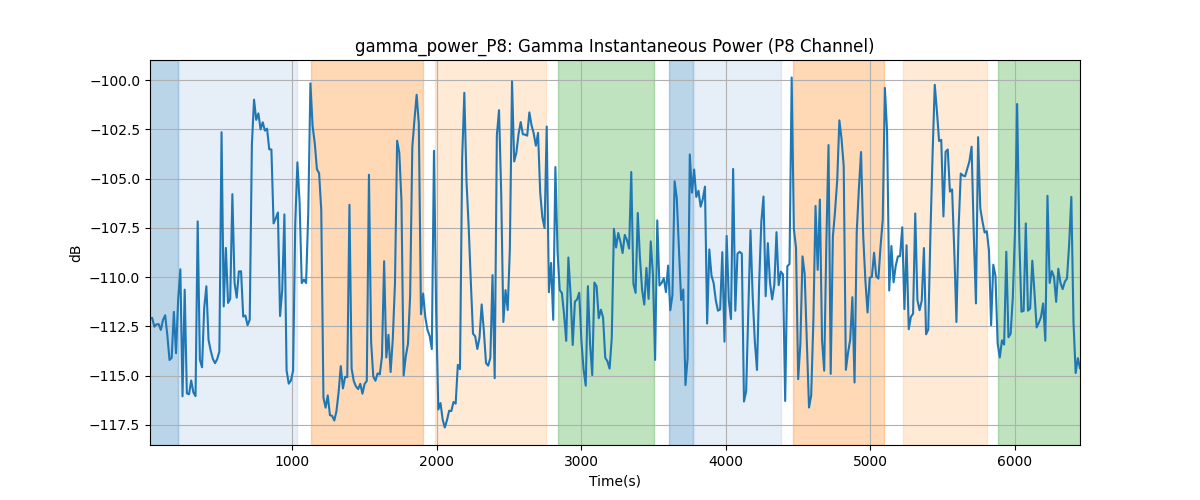 gamma_power_P8: Gamma Instantaneous Power (P8 Channel)
−100.0
−102.5
−105.0
−107.5
−110.0
−112.5
−115.0
−117.5
dB
1000 2000 3000 4000 5000 6000
Time(s)